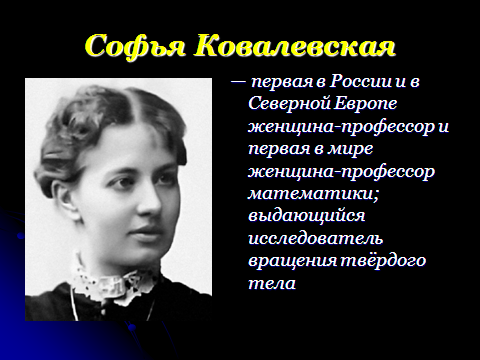 Софья Ковалевская
— первая в России и в
Северной Европе
женщина-профессор и
первая в мире
женщина-профессор
математики;
выдающийся
исследователь
вращения твёрдого
тела